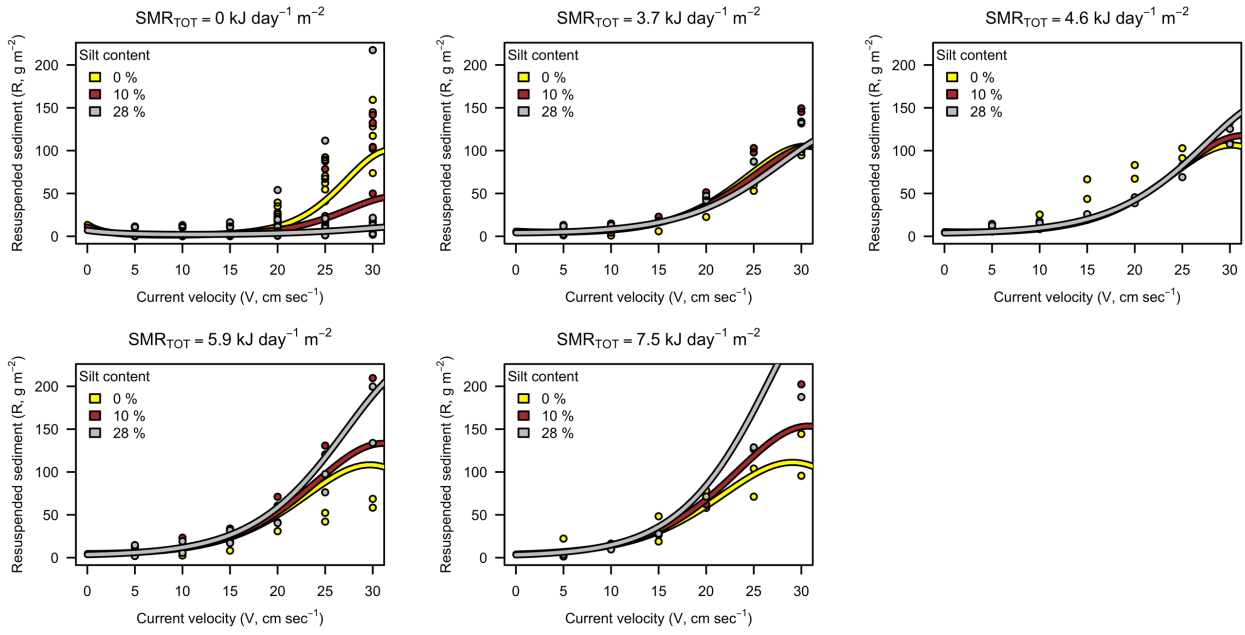 SMR_TOT = 0 kJ day⁻¹ m⁻²
Resuspended sediment (R, g m⁻²)
200
150
100
50
0
Silt content
0 %
10 %
28 %
0 5 10 15 20 25 30
Current velocity (V, cm sec⁻¹)
SMR_TOT = 3.7 kJ day⁻¹ m⁻²
Resuspended sediment (R, g m⁻²)
200
150
100
50
0
Silt content
0 %
10 %
28 %
0 5 10 15 20 25 30
Current velocity (V, cm sec⁻¹)
SMR_TOT = 4.6 kJ day⁻¹ m⁻²
Resuspended sediment (R, g m⁻²)
200
150
100
50
0
Silt content
0 %
10 %
28 %
0 5 10 15 20 25 30
Current velocity (V, cm sec⁻¹)
SMR_TOT = 5.9 kJ day⁻¹ m⁻²
Resuspended sediment (R, g m⁻²)
200
150
100
50
0
Silt content
0 %
10 %
28 %
0 5 10 15 20 25 30
Current velocity (V, cm sec⁻¹)
SMR_TOT = 7.5 kJ day⁻¹ m⁻²
Resuspended sediment (R, g m⁻²)
200
150
100
50
0
Silt content
0 %
10 %
28 %
0 5 10 15 20 25 30
Current velocity (V, cm sec⁻¹)